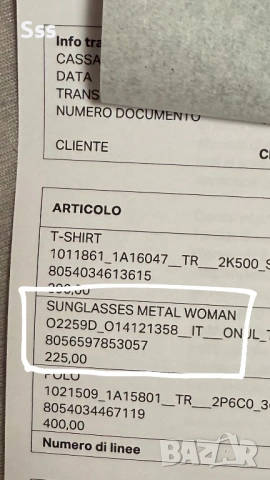 Sss
Info tra
CASSA
DATA
TRANS
NUMERO DOCUMENTO
CLIENTE
ARTICOLO
T-SHIRT
1011861_1A16047__TR___2K500_S
8054034613615
SUNGLASSES METAL WOMAN
O2259D_O14121358__IT___ONUL_T
8056597853057
225,00
POLO
1021509_1A15801__TR___2P6C0_3
8054034467119
400,00
Numero di linee
BAZAR